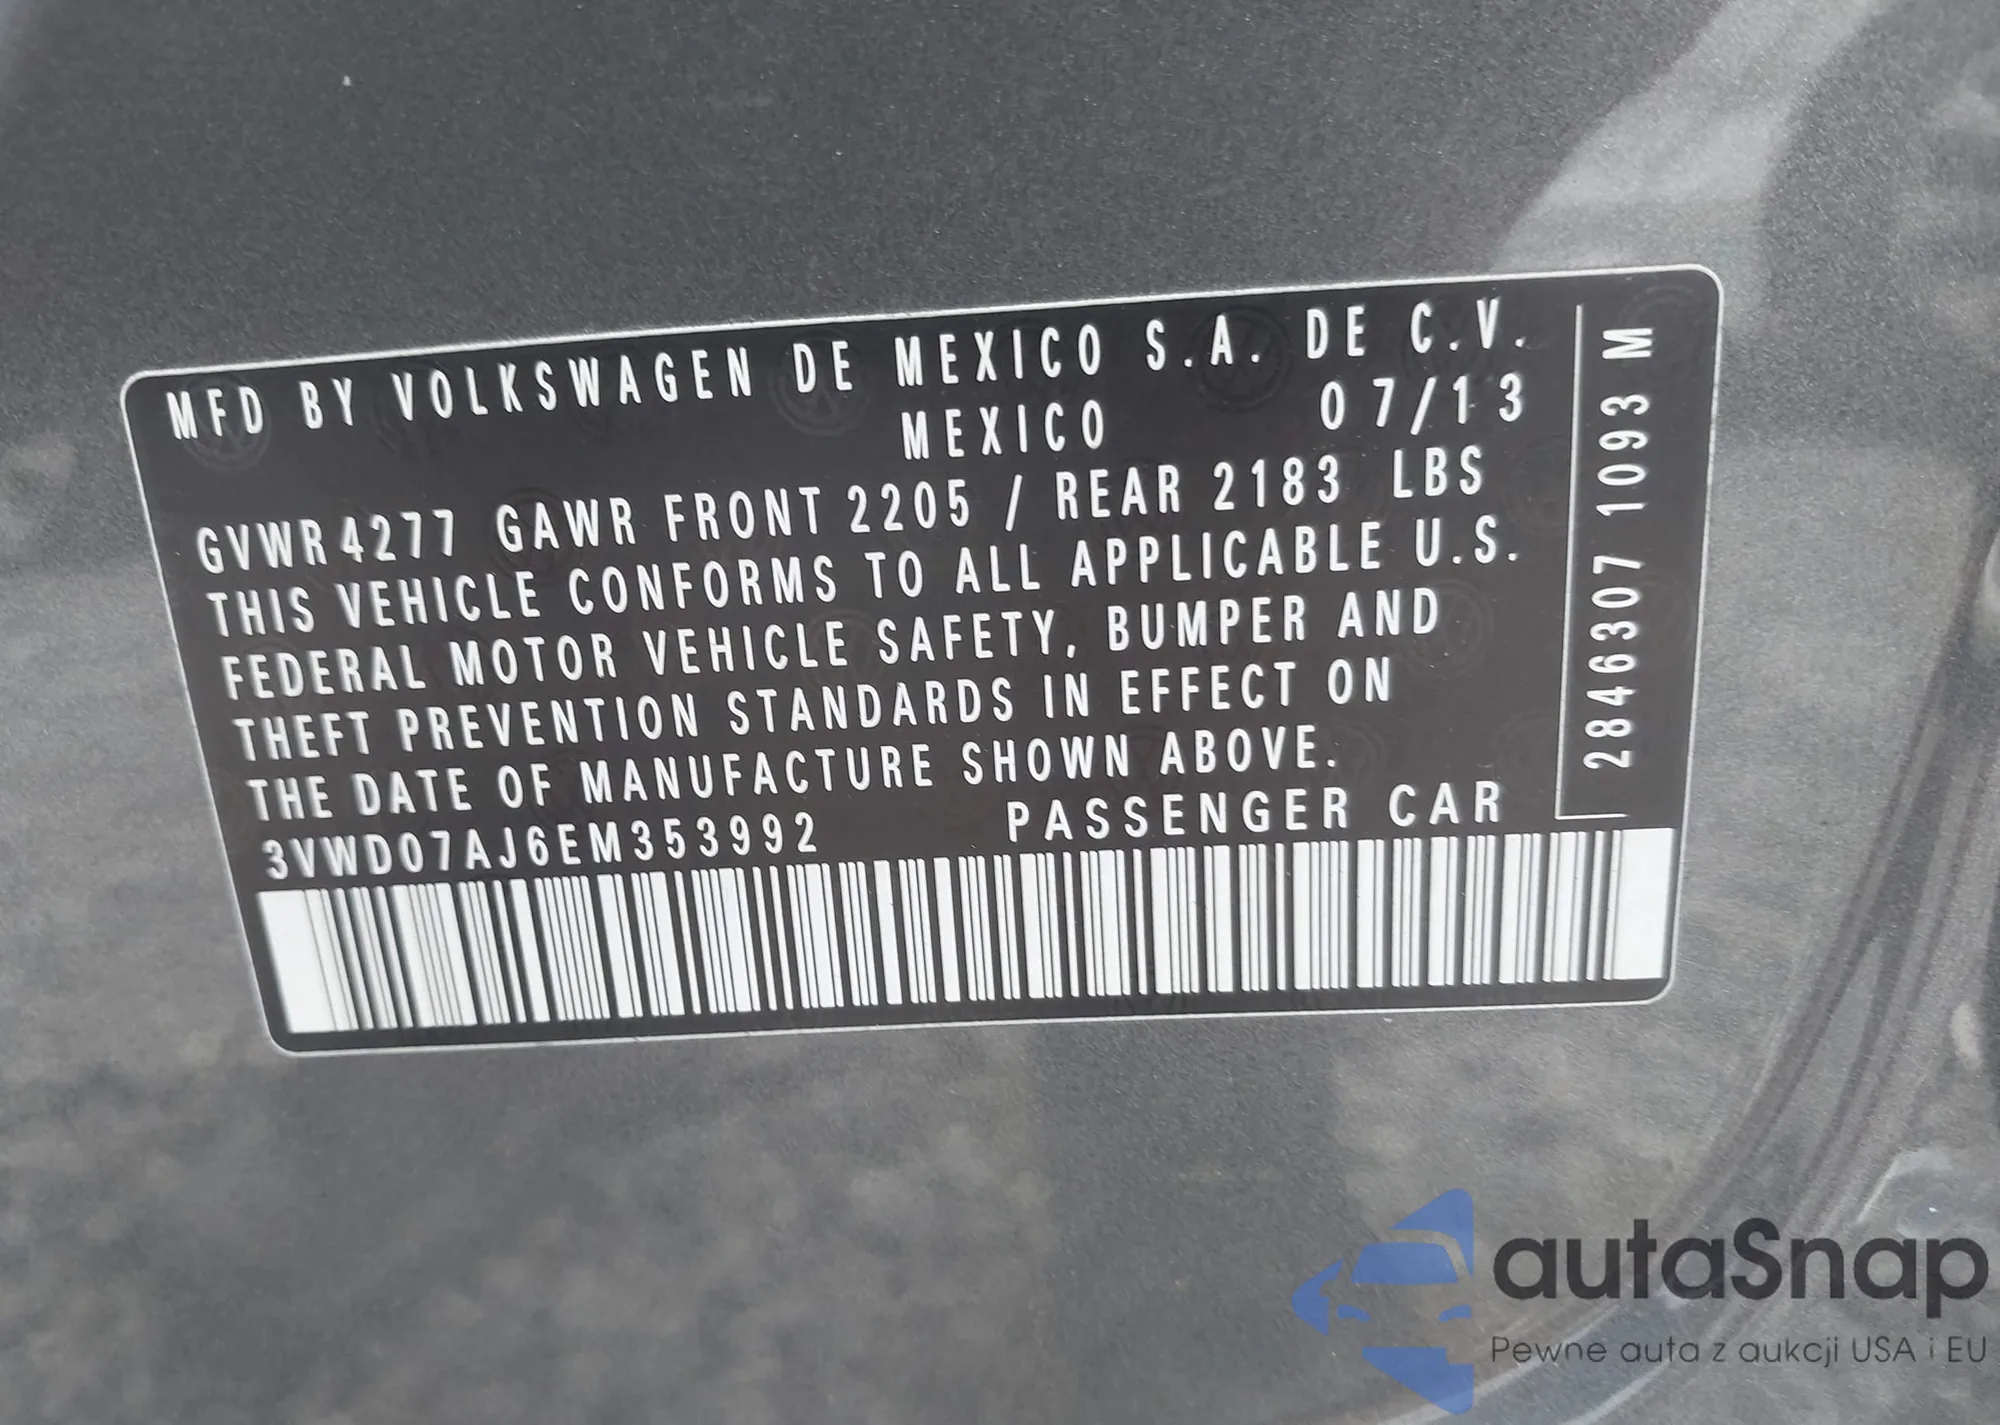 MFD BY VOLKSWAGEN DE MEXICO S.A. DE C.V.
MEXICO 07/13
GVWR 4277 GAWR FRONT 2205 / REAR 2183 LBS
THIS VEHICLE CONFORMS TO ALL APPLICABLE U.S.
FEDERAL MOTOR VEHICLE SAFETY, BUMPER AND
THEFT PREVENTION STANDARDS IN EFFECT ON
THE DATE OF MANUFACTURE SHOWN ABOVE.
3VWD07AJ6EM353992 PASSENGER CAR
2846307 1093 M
autaSnap
Pewne auta z aukcji USA i EU